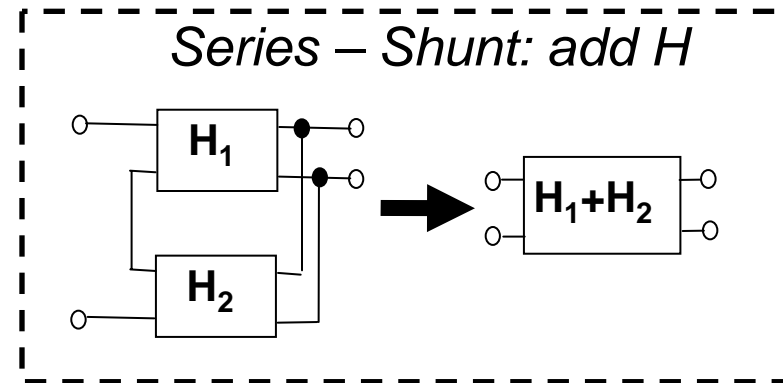 Series – Shunt: add H
H₁
H₁+H₂
H₂